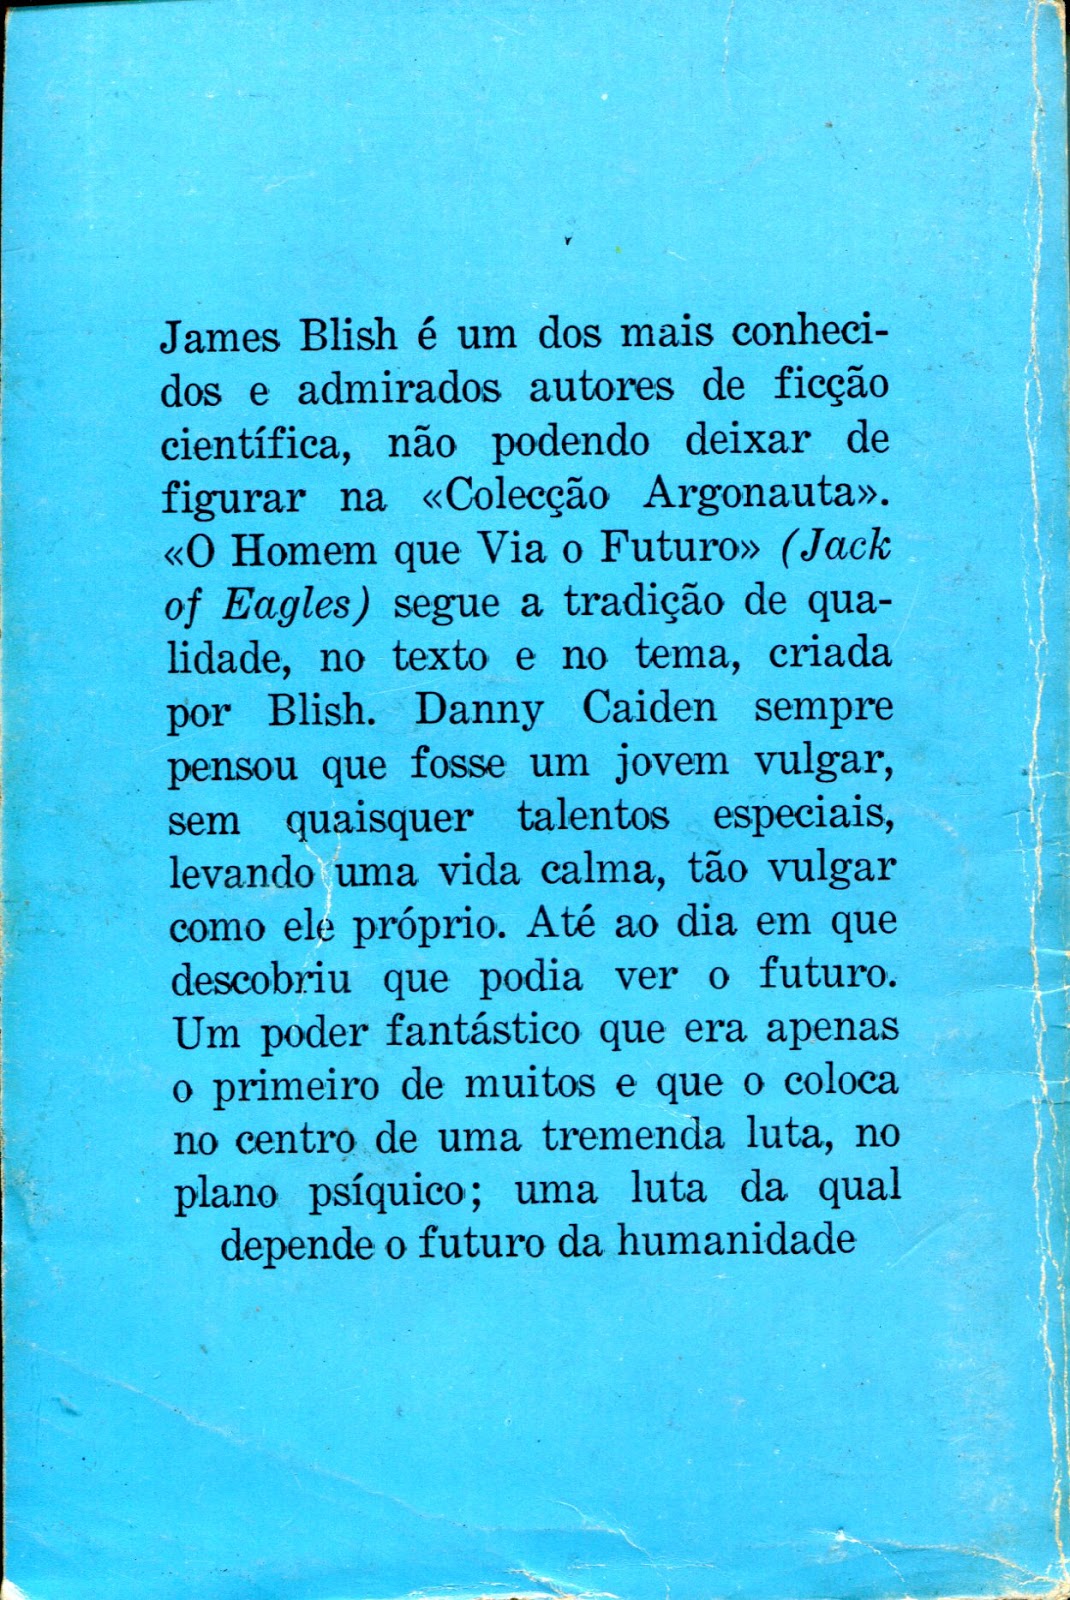 James Blish é um dos mais conheci-
dos e admirados autores de ficção
científica, não podendo deixar de
figurar na «Colecção Argonauta».
«O Homem que Via o Futuro» (Jack
of Eagles) segue a tradição de qua-
lidade, no texto e no tema, criada
por Blish. Danny Caiden sempre
pensou que fosse um jovem vulgar,
sem quaisquer talentos especiais,
levando uma vida calma, tão vulgar
como ele próprio. Até ao dia em que
descobriu que podia ver o futuro.
Um poder fantástico que era apenas
o primeiro de muitos e que o coloca
no centro de uma tremenda luta, no
plano psíquico; uma luta da qual
depende o futuro da humanidade